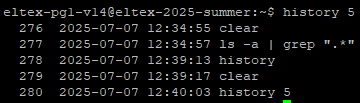 eltex-pg1-v14@eltex-2025-summer:~$ history 5
  276  2025-07-07 12:34:55 clear
  277  2025-07-07 12:34:57 ls -a | grep ".*"
  278  2025-07-07 12:39:13 history
  279  2025-07-07 12:39:17 clear
  280  2025-07-07 12:40:03 history 5